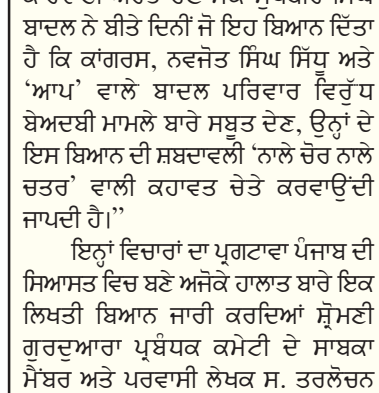 ਬਾਦਲ ਨੇ ਬੀਤੇ ਦਿਨੀਂ ਜੋ ਇਹ ਬਿਆਨ ਦਿੱਤਾ
ਹੈ ਕਿ ਕਾਂਗਰਸ, ਨਵਜੋਤ ਸਿੰਘ ਸਿੱਧੂ ਅਤੇ
‘ਆਪ’ ਵਾਲੇ ਬਾਦਲ ਪਰਿਵਾਰ ਵਿਰੁੱਧ
ਬੇਅਦਬੀ ਮਾਮਲੇ ਬਾਰੇ ਸਬੂਤ ਦੇਣ, ਉਨ੍ਹਾਂ ਦੇ
ਇਸ ਬਿਆਨ ਦੀ ਸ਼ਬਦਾਵਲੀ ‘ਨਾਲੇ ਚੋਰ ਨਾਲੇ
ਚਤਰ’ ਵਾਲੀ ਕਹਾਵਤ ਚੇਤੇ ਕਰਵਾਉਂਦੀ
ਜਾਪਦੀ ਹੈ।’’
ਇਨ੍ਹਾਂ ਵਿਚਾਰਾਂ ਦਾ ਪ੍ਰਗਟਾਵਾ ਪੰਜਾਬ ਦੀ
ਸਿਆਸਤ ਵਿਚ ਬਣੇ ਅਜੋਕੇ ਹਾਲਾਤ ਬਾਰੇ ਇਕ
ਲਿਖਤੀ ਬਿਆਨ ਜਾਰੀ ਕਰਦਿਆਂ ਸ਼੍ਰੋਮਣੀ
ਗੁਰਦੁਆਰਾ ਪ੍ਰਬੰਧਕ ਕਮੇਟੀ ਦੇ ਸਾਬਕਾ
ਮੈਂਬਰ ਅਤੇ ਪਰਵਾਸੀ ਲੇਖਕ ਸ. ਤਰਲੋਚਨ